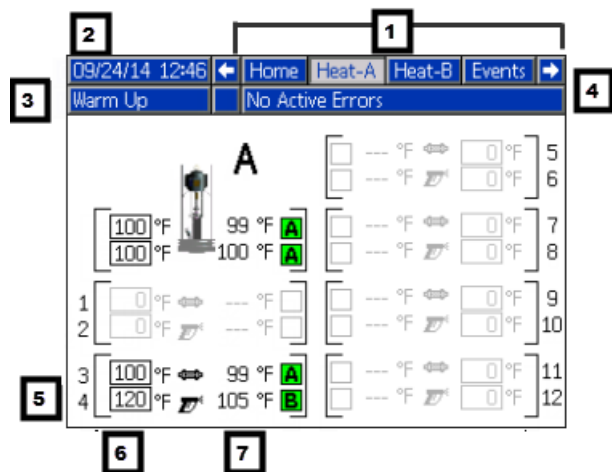 1
2
09/24/14 12:46 Home Heat-A Heat-B Events
3
Warm Up No Active Errors
4
A
--- °F 0 °F 5
--- °F 0 °F 6
100 °F 99 °F A
100 °F 100 °F A
--- °F 0 °F 7
--- °F 0 °F 8
1 0 °F --- °F
2 0 °F --- °F
--- °F 0 °F 9
--- °F 0 °F 10
3 100 °F 99 °F A
4 120 °F 105 °F B
--- °F 0 °F 11
--- °F 0 °F 12
5
6
7